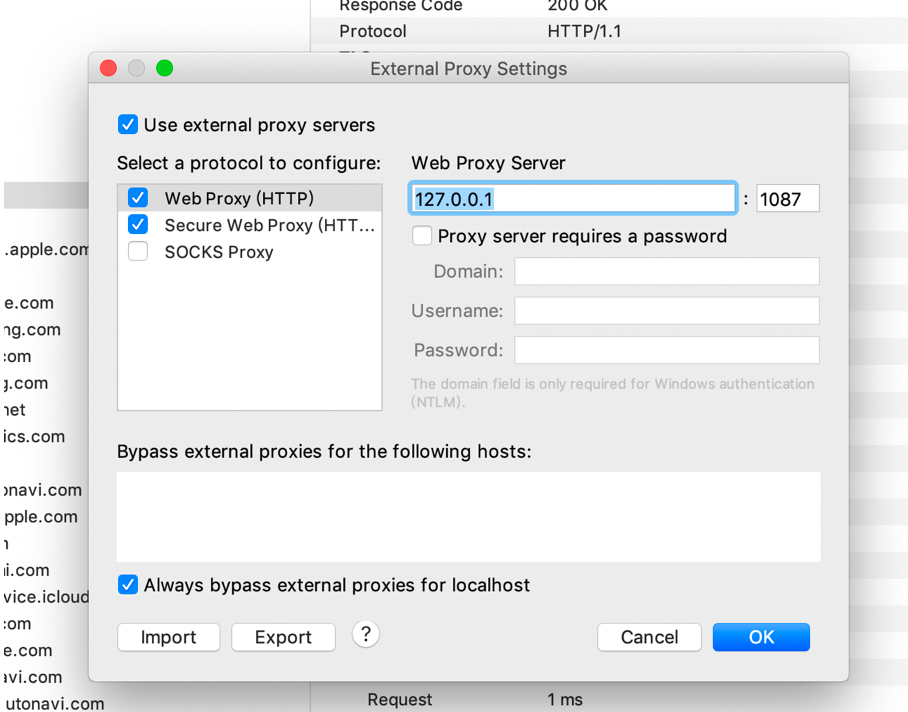 Response Code 200 OK
Protocol HTTP/1.1
External Proxy Settings
Use external proxy servers
Select a protocol to configure:
Web Proxy (HTTP)
Secure Web Proxy (HTT...
SOCKS Proxy
Web Proxy Server
127.0.0.1 : 1087
Proxy server requires a password
Domain:
Username:
Password:
The domain field is only required for Windows authentication
(NTLM).
Bypass external proxies for the following hosts:
Always bypass external proxies for localhost
Import Export ? Cancel OK
.apple.com
e.com
ng.com
com
g.com
net
ics.com
onavi.com
pple.com
ni.com
vice.icloud
com
e.com
avi.com
utonavi.com
Request 1 ms